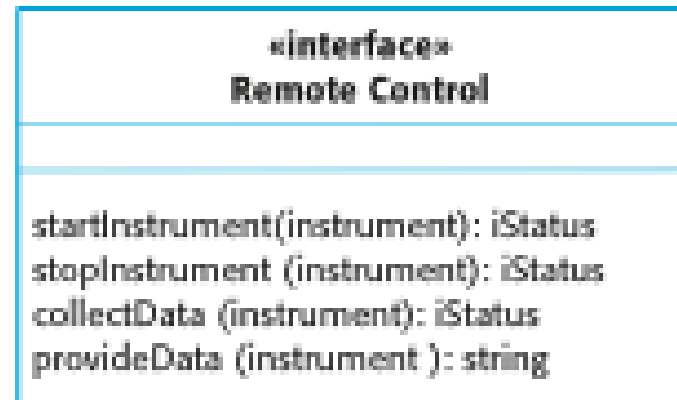 «interface»
Remote Control
startInstrument(instrument): iStatus
stopInstrument (instrument): iStatus
collectData (instrument): iStatus
provideData (instrument ): string